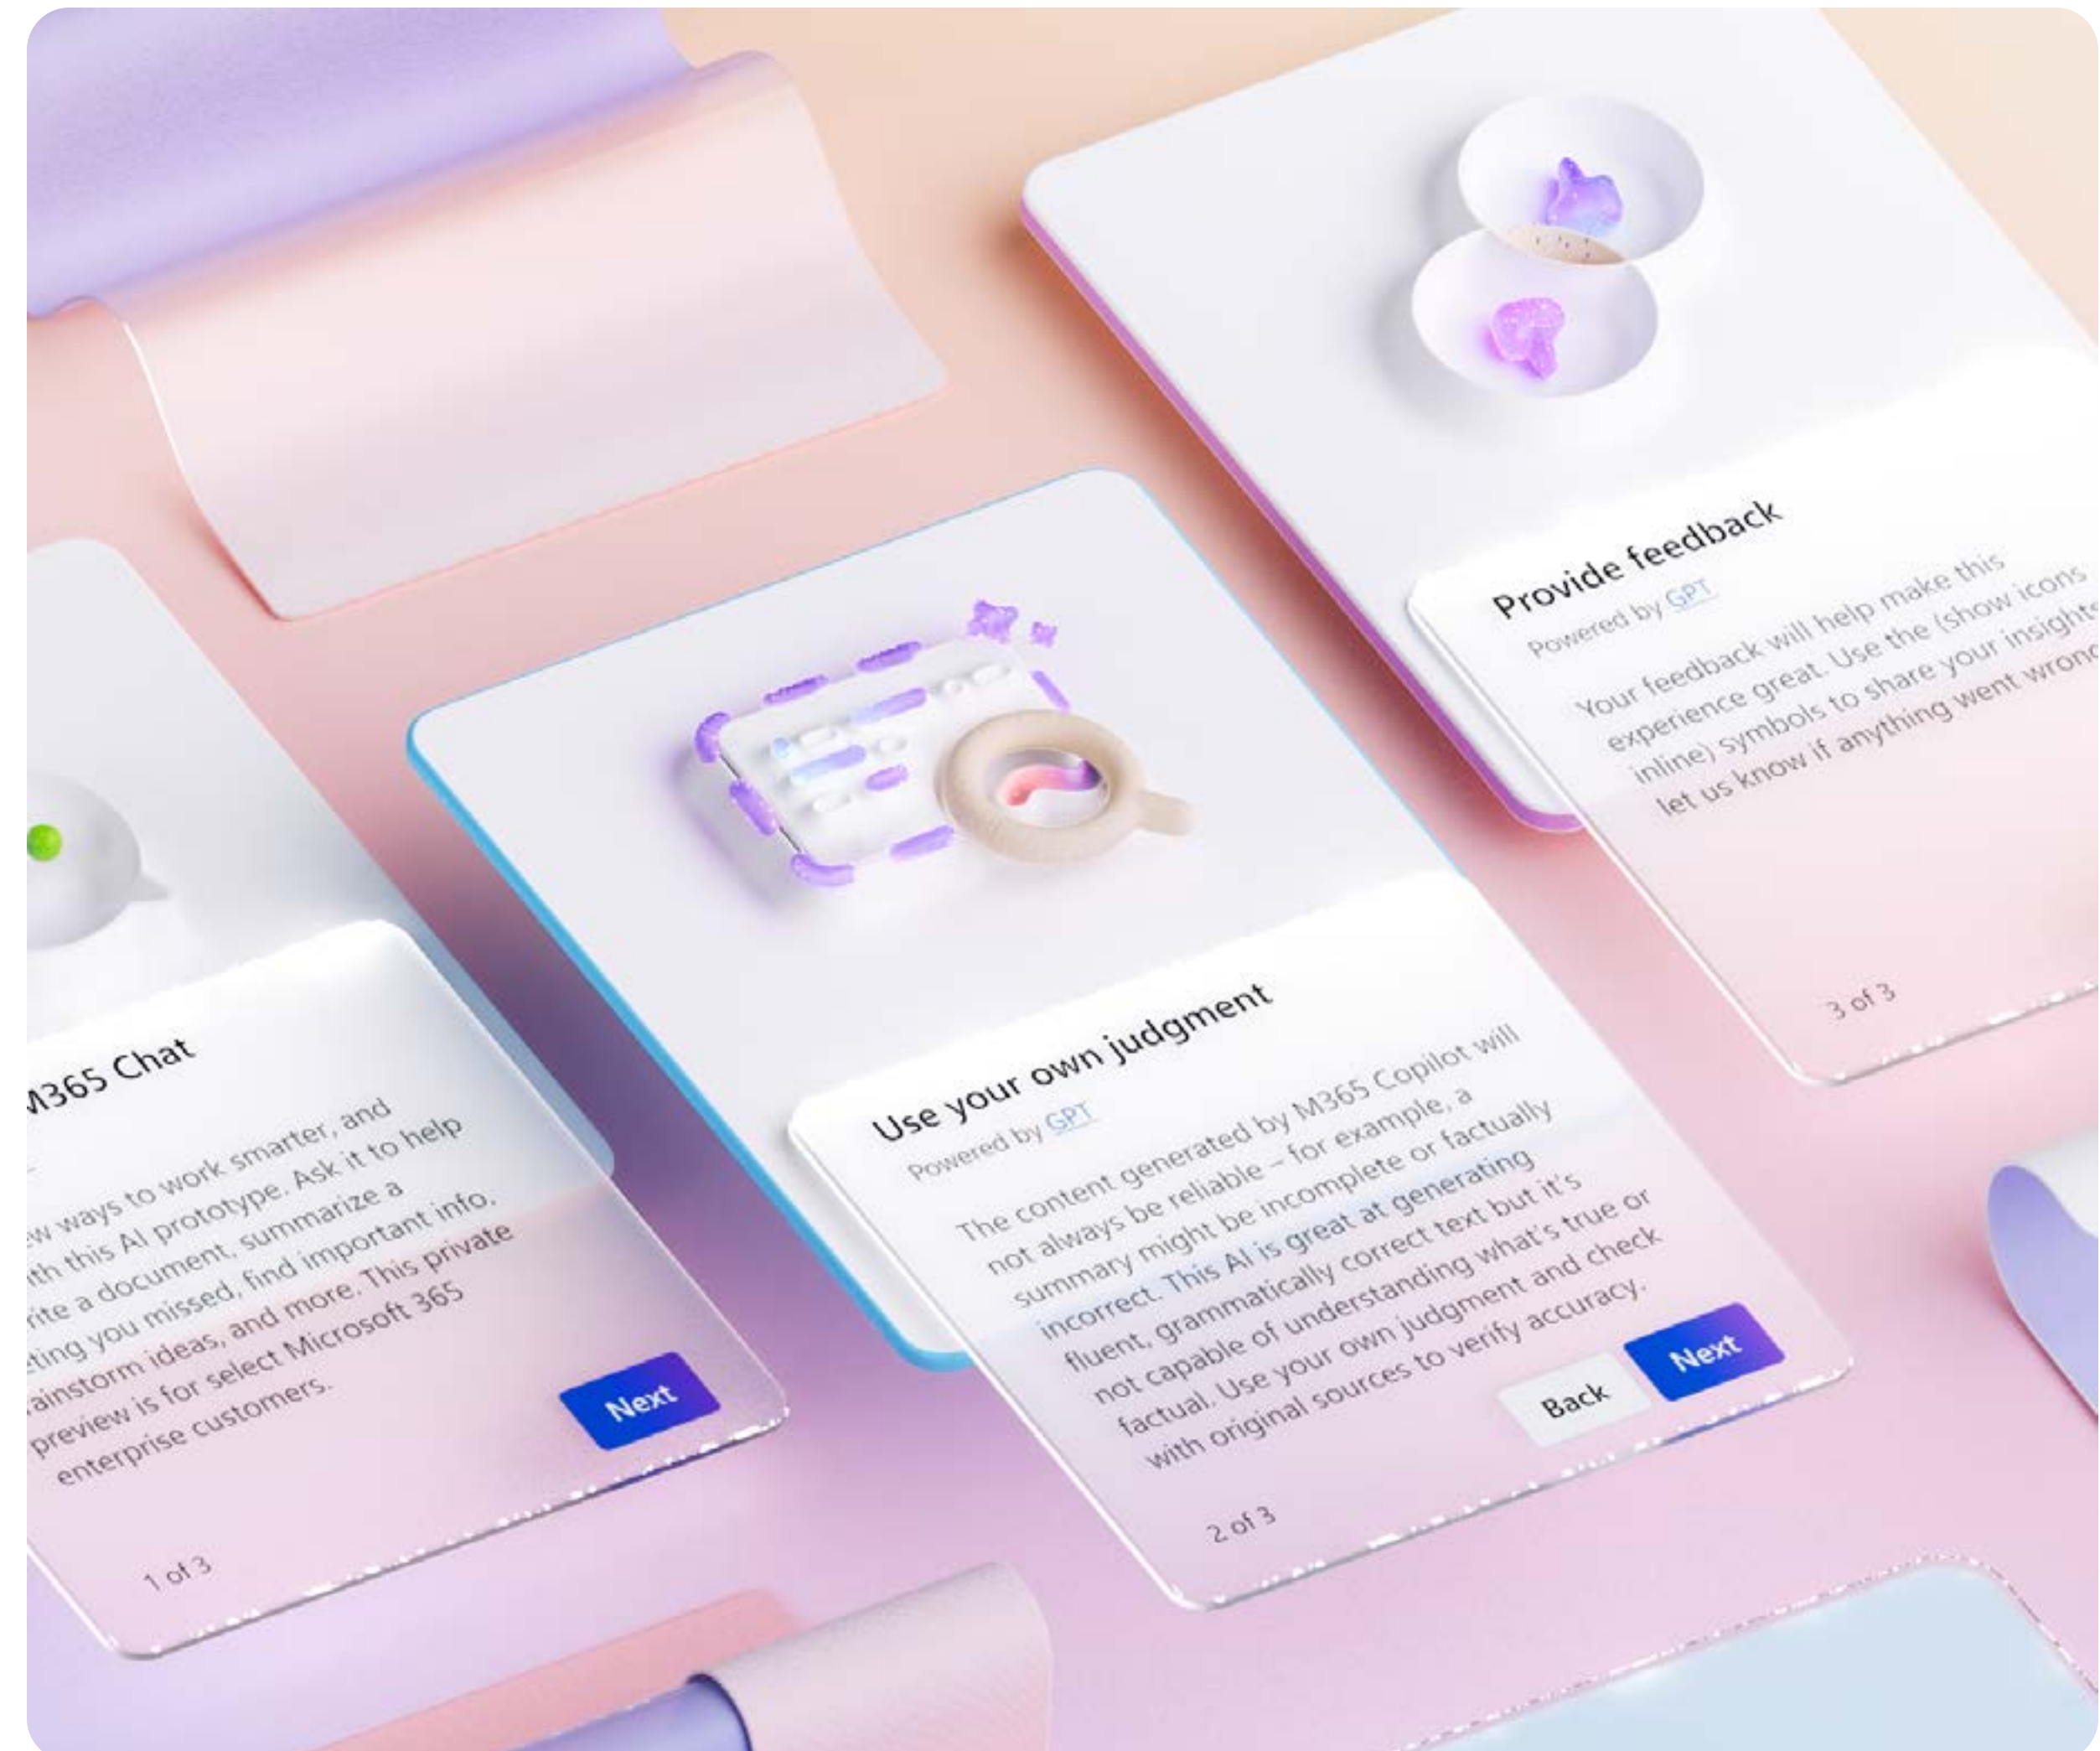 M365 Chat
ways to work smarter, and
this AI prototype. Ask it to help
a document, summarize a
you missed, find important info,
ideas, and more. This private
preview is for select Microsoft 365
enterprise customers.
Next
1 of 3
Use your own judgment
Powered by GPT
The content generated by M365 Copilot will
not always be reliable – for example, a
summary might be incomplete or factually
incorrect. This AI is great at generating
fluent, grammatically correct text but it's
not capable of understanding what's true or
factual. Use your own judgment and check
with original sources to verify accuracy.
Back
Next
2 of 3
Provide feedback
Powered by GPT
Your feedback will help make this
experience great. Use the (show icons
inline) symbols to share your insights
let us know if anything went wrong
3 of 3